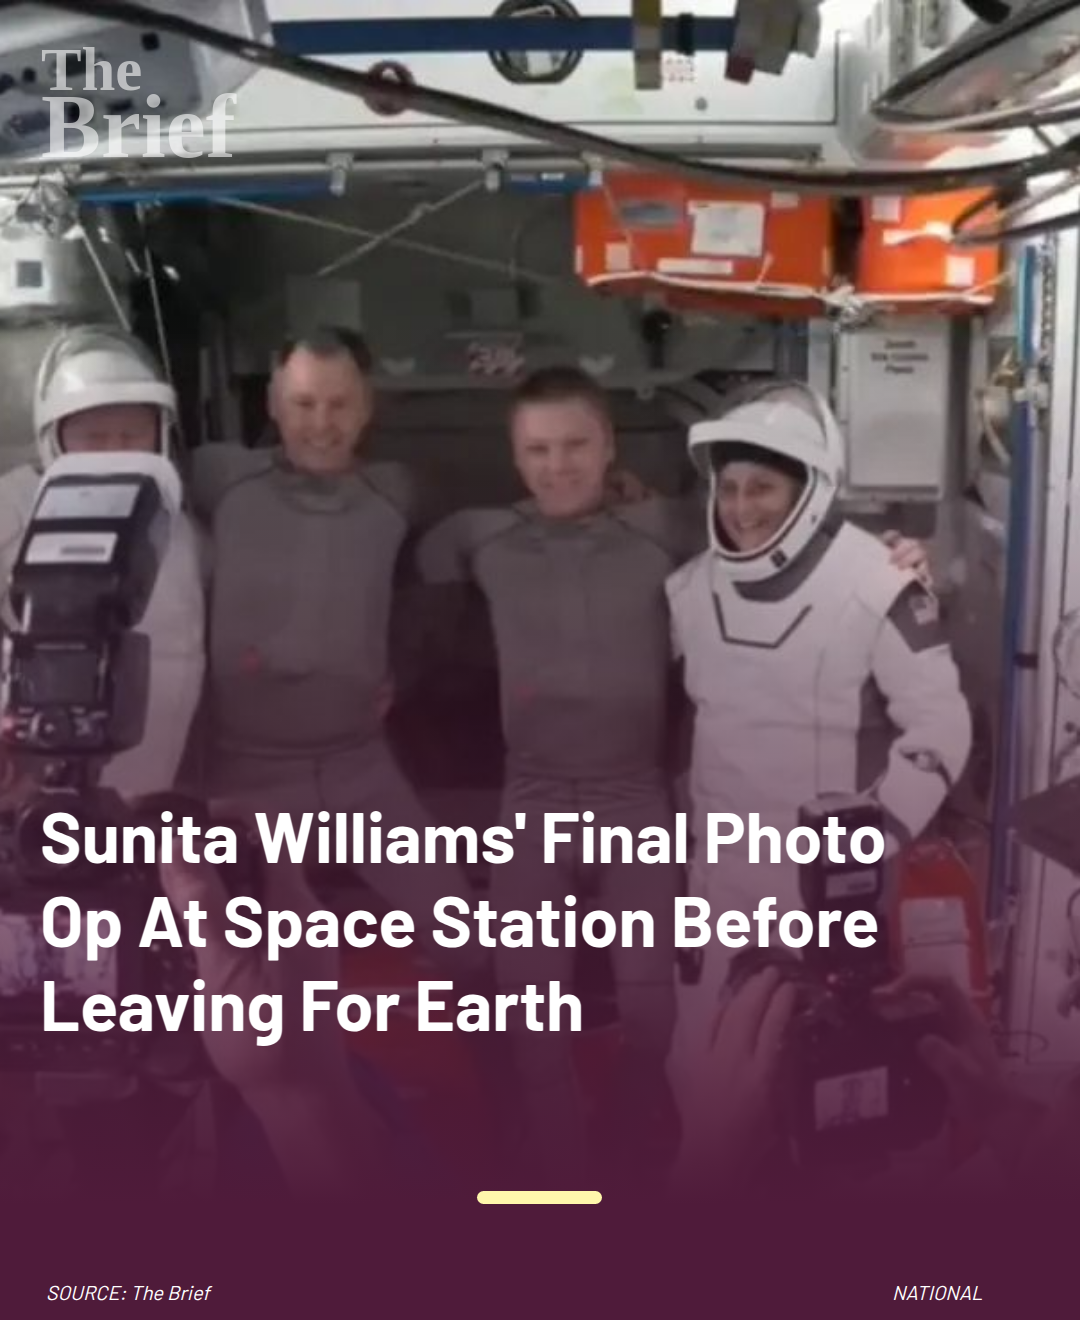 The
Brief
Sunita Williams' Final Photo
Op At Space Station Before
Leaving For Earth
SOURCE: The Brief
NATIONAL